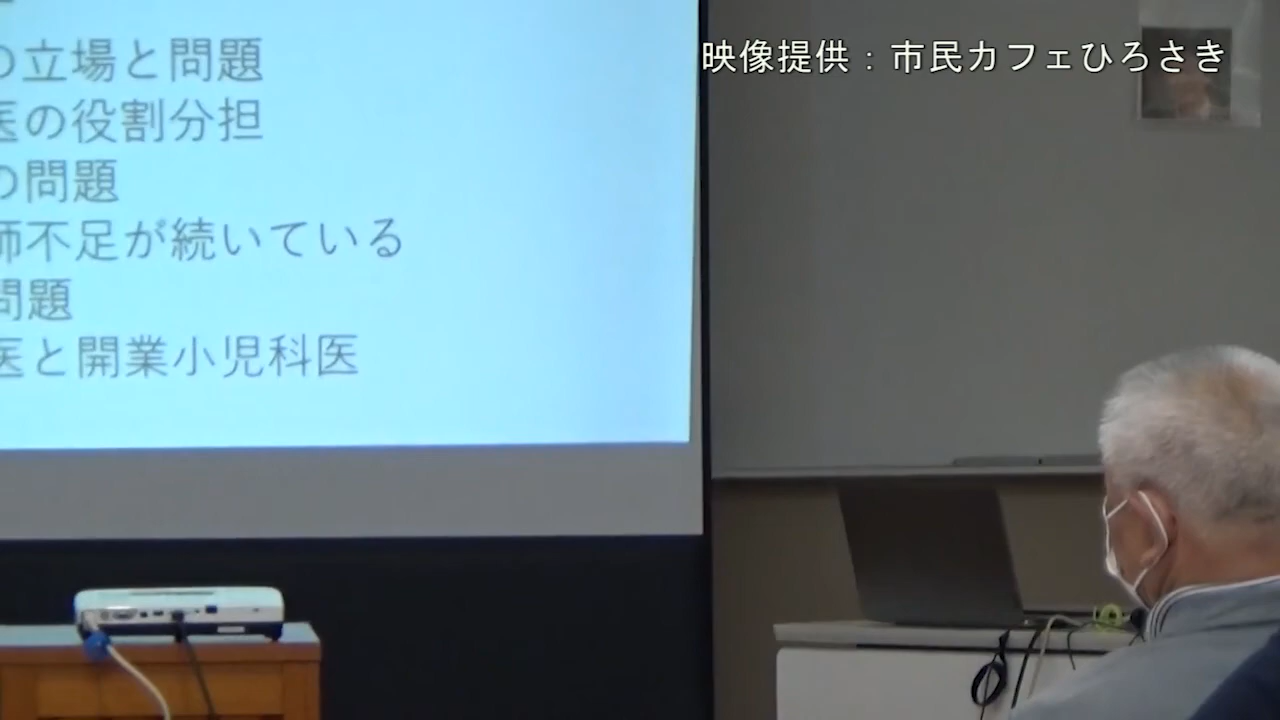 映像提供：市民カフェひろさき
の立場と問題
医の役割分担
の問題
師不足が続いている
問題
医と開業小児科医